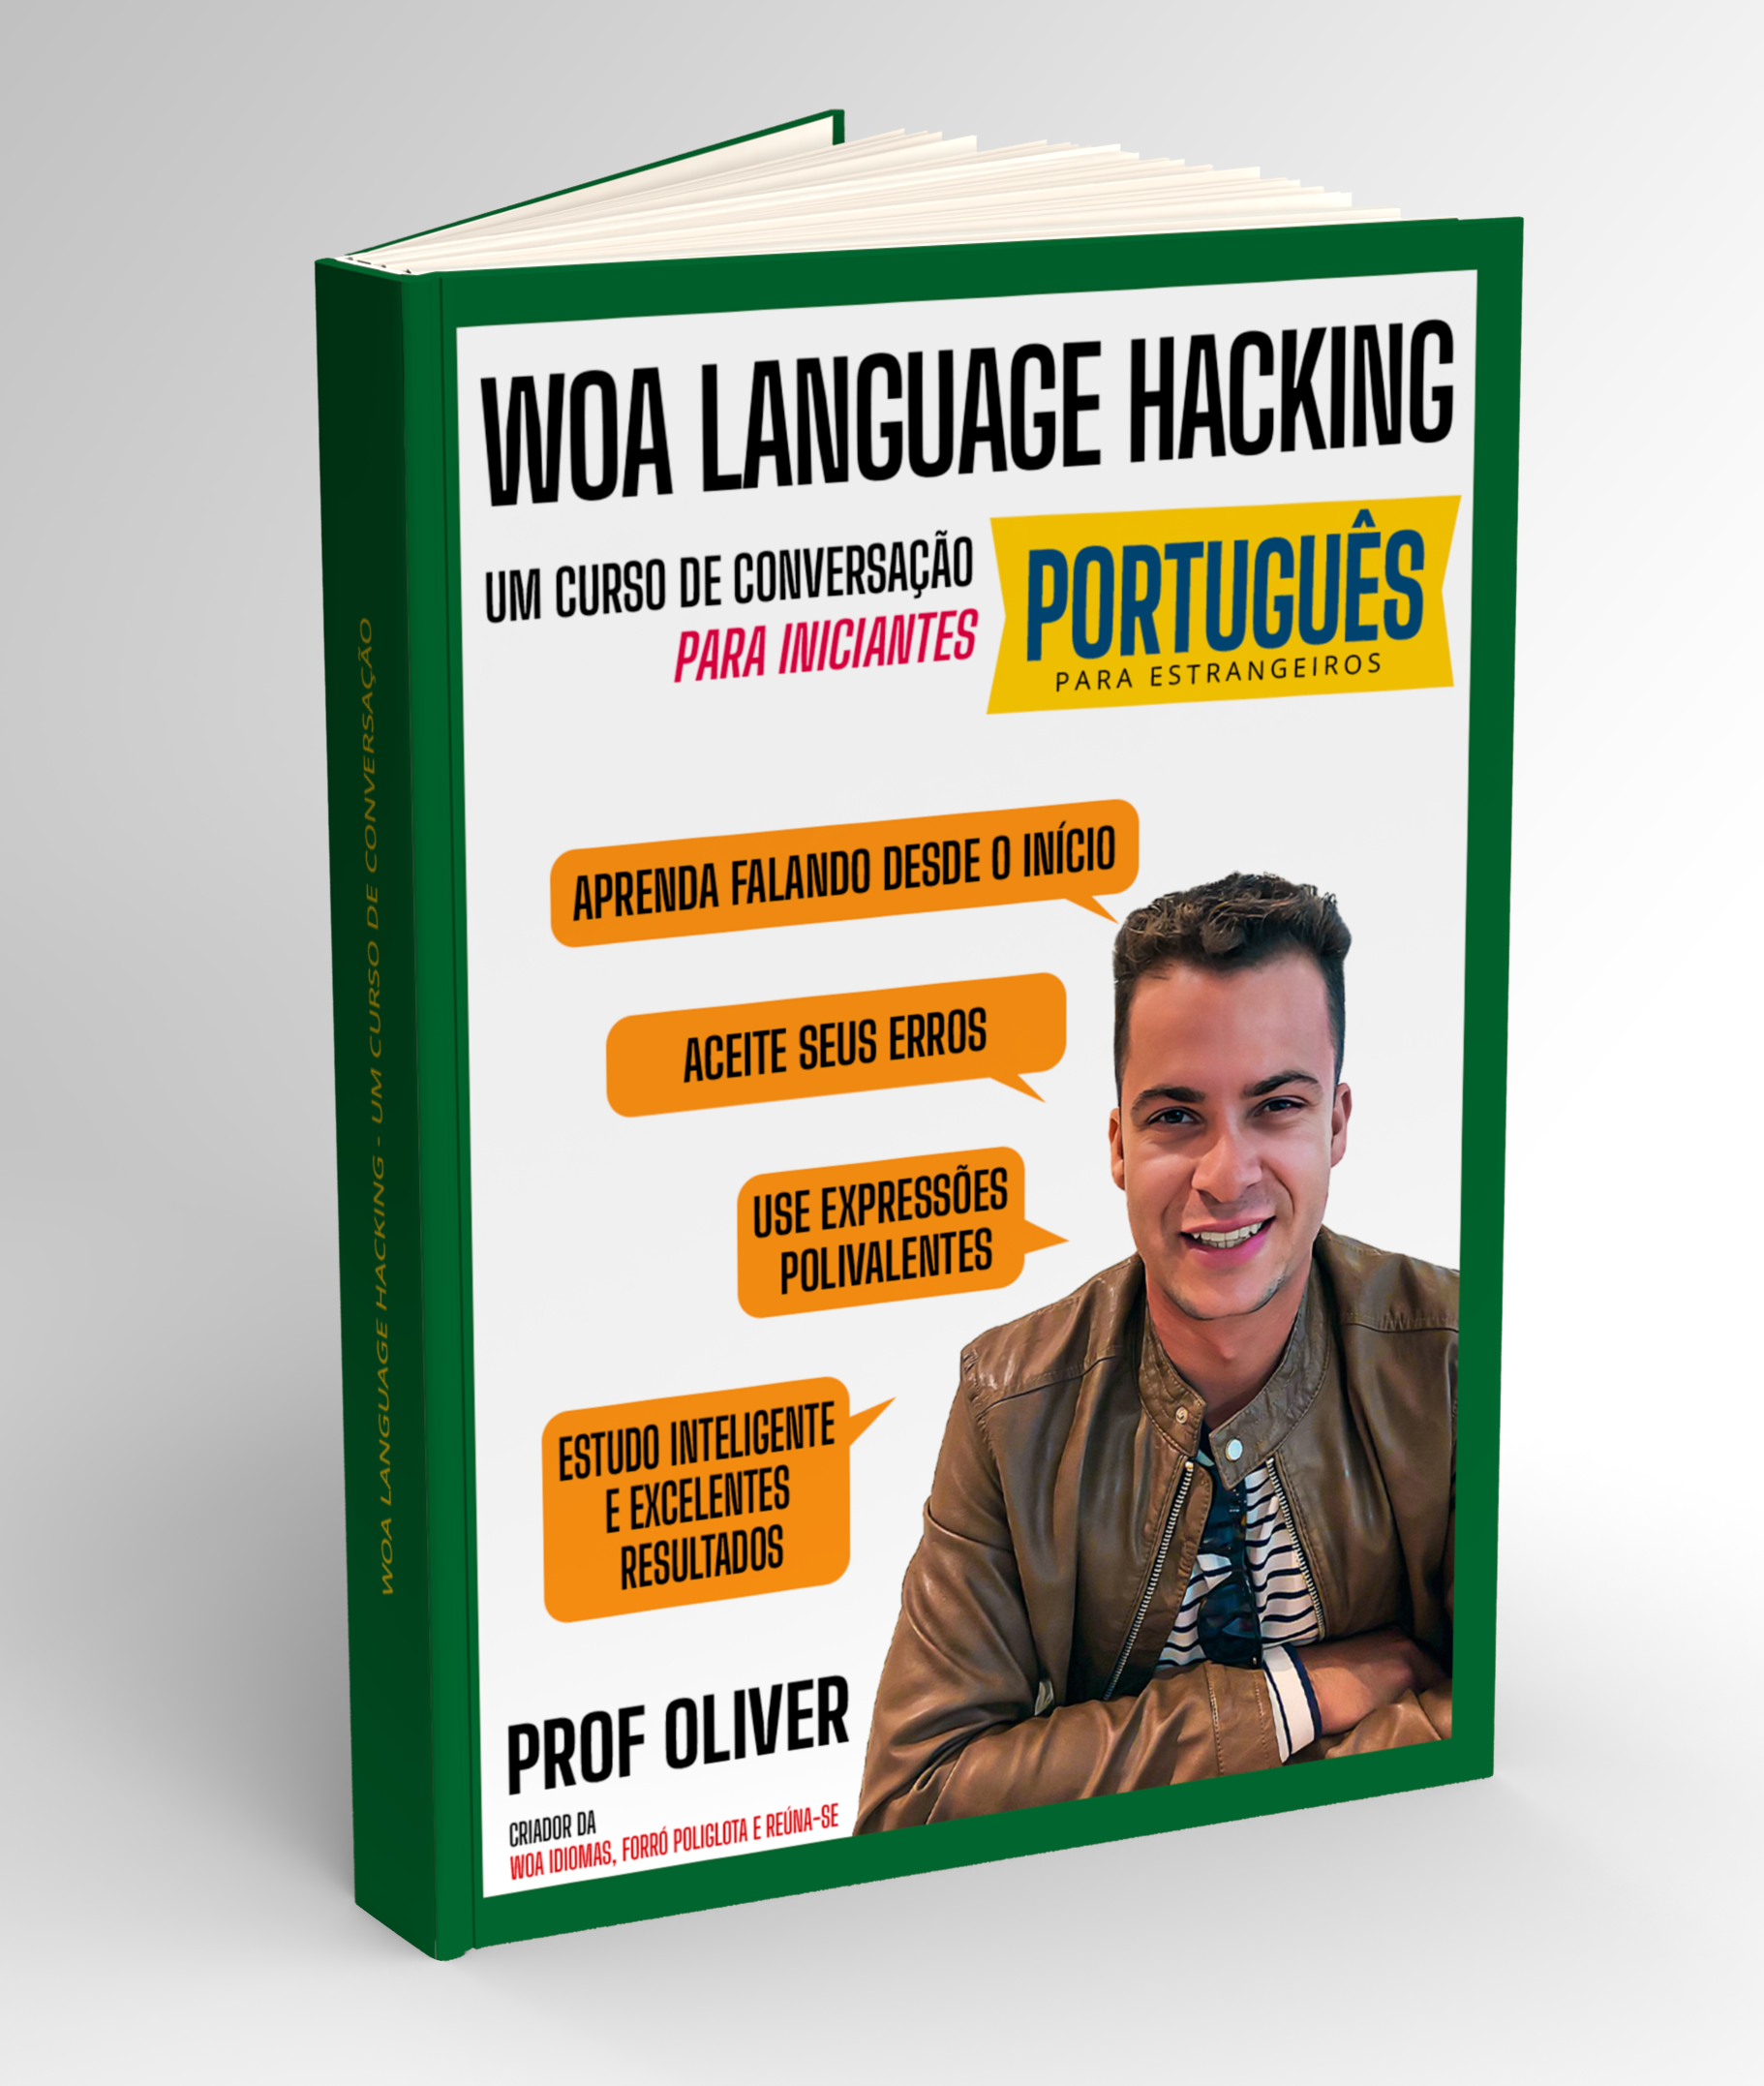 WOA LANGUAGE HACKING
UM CURSO DE CONVERSAÇÃO
PARA INICIANTES
PORTUGUÊS
PARA ESTRANGEIROS
APRENDA FALANDO DESDE O INÍCIO
ACEITE SEUS ERROS
USE EXPRESSÕES
POLIVALENTES
ESTUDO INTELIGENTE
E EXCELENTES
RESULTADOS
PROF OLIVER
CRIADOR DA
WOA IDIOMAS, FORRÓ POLIGLOTA E REÚNA-SE
WOA LANGUAGE HACKING - UM CURSO DE CONVERSAÇÃO